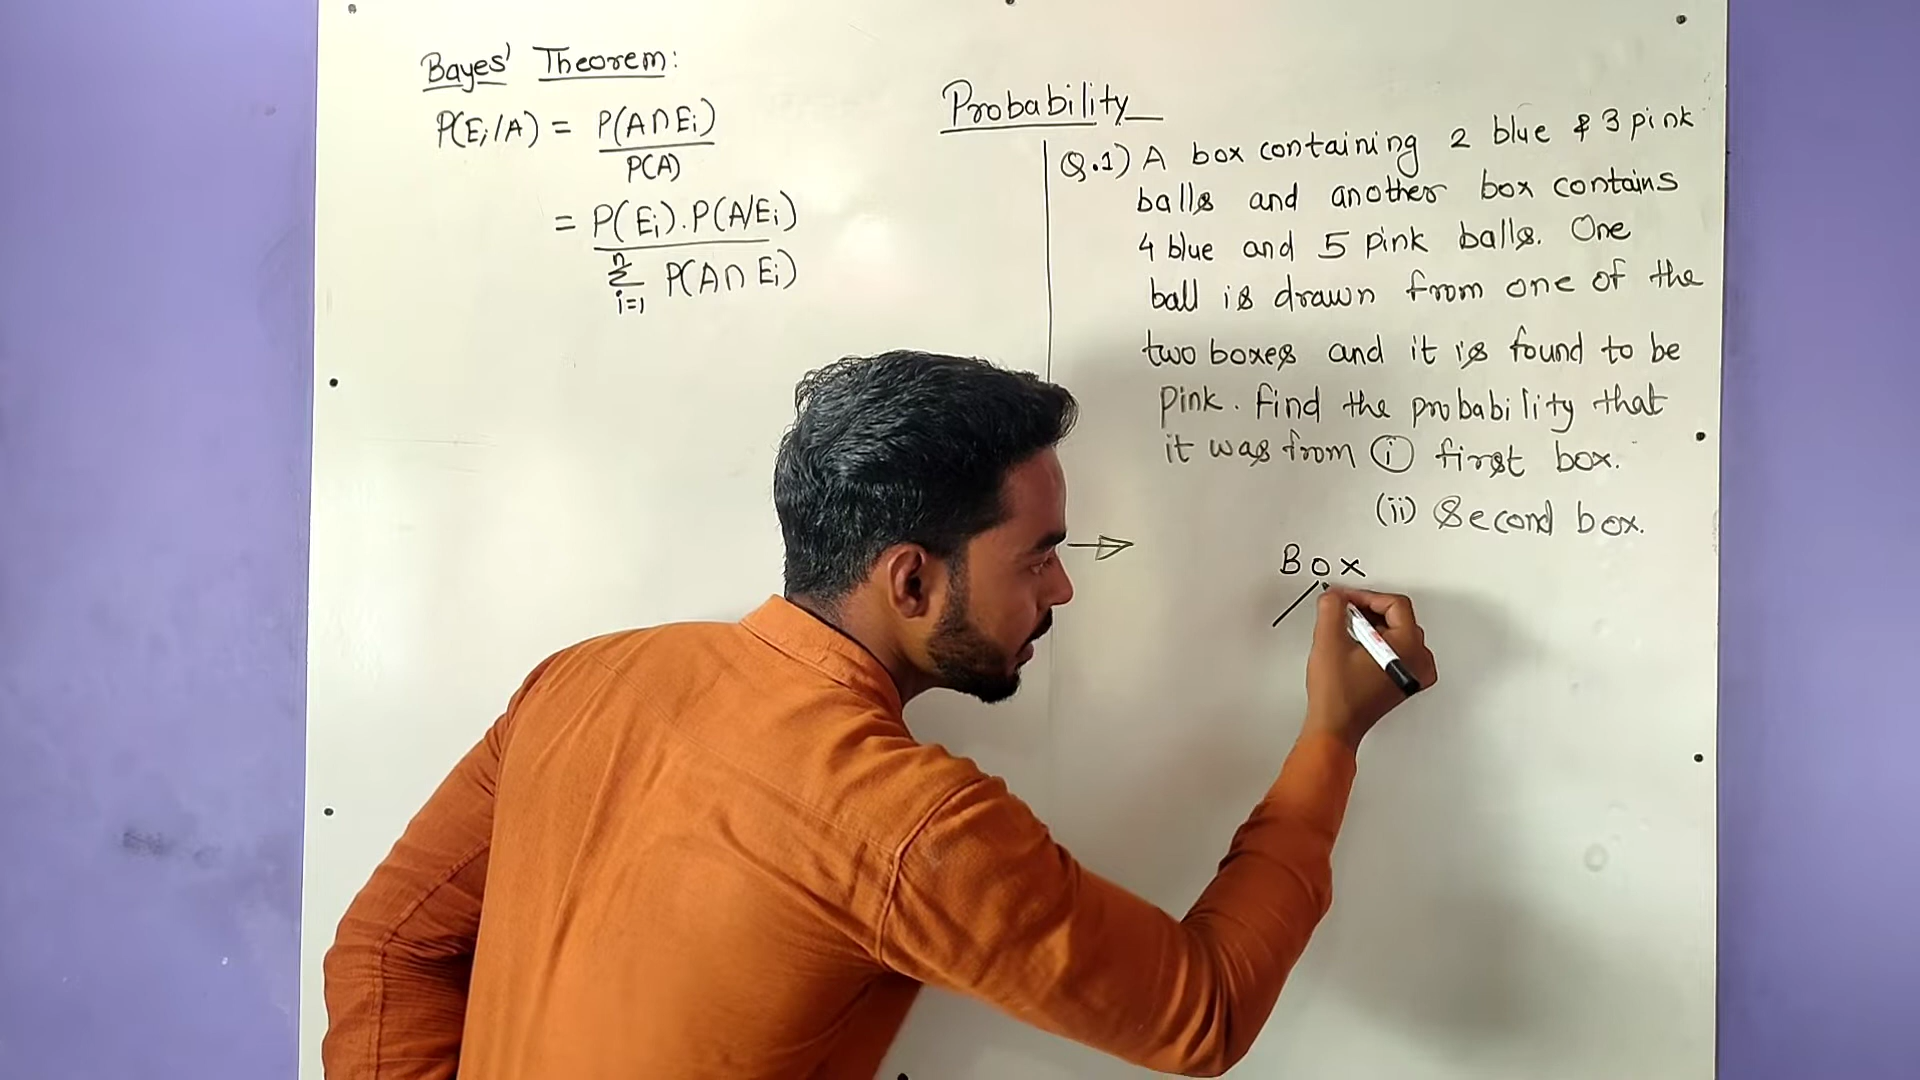 Bayes' Theorem:
P(Ei/A) = P(A∩Ei)
P(A)
= P(Ei).P(A/Ei)
n
Σ P(A∩Ei)
i=1
Probability
Q.1) A box containing 2 blue & 3 pink
balls and another box contains
4 blue and 5 pink balls. One
ball is drawn from one of the
two boxes and it is found to be
pink. find the probability that
it was from (i) first box.
(ii) Second box.
→ Box